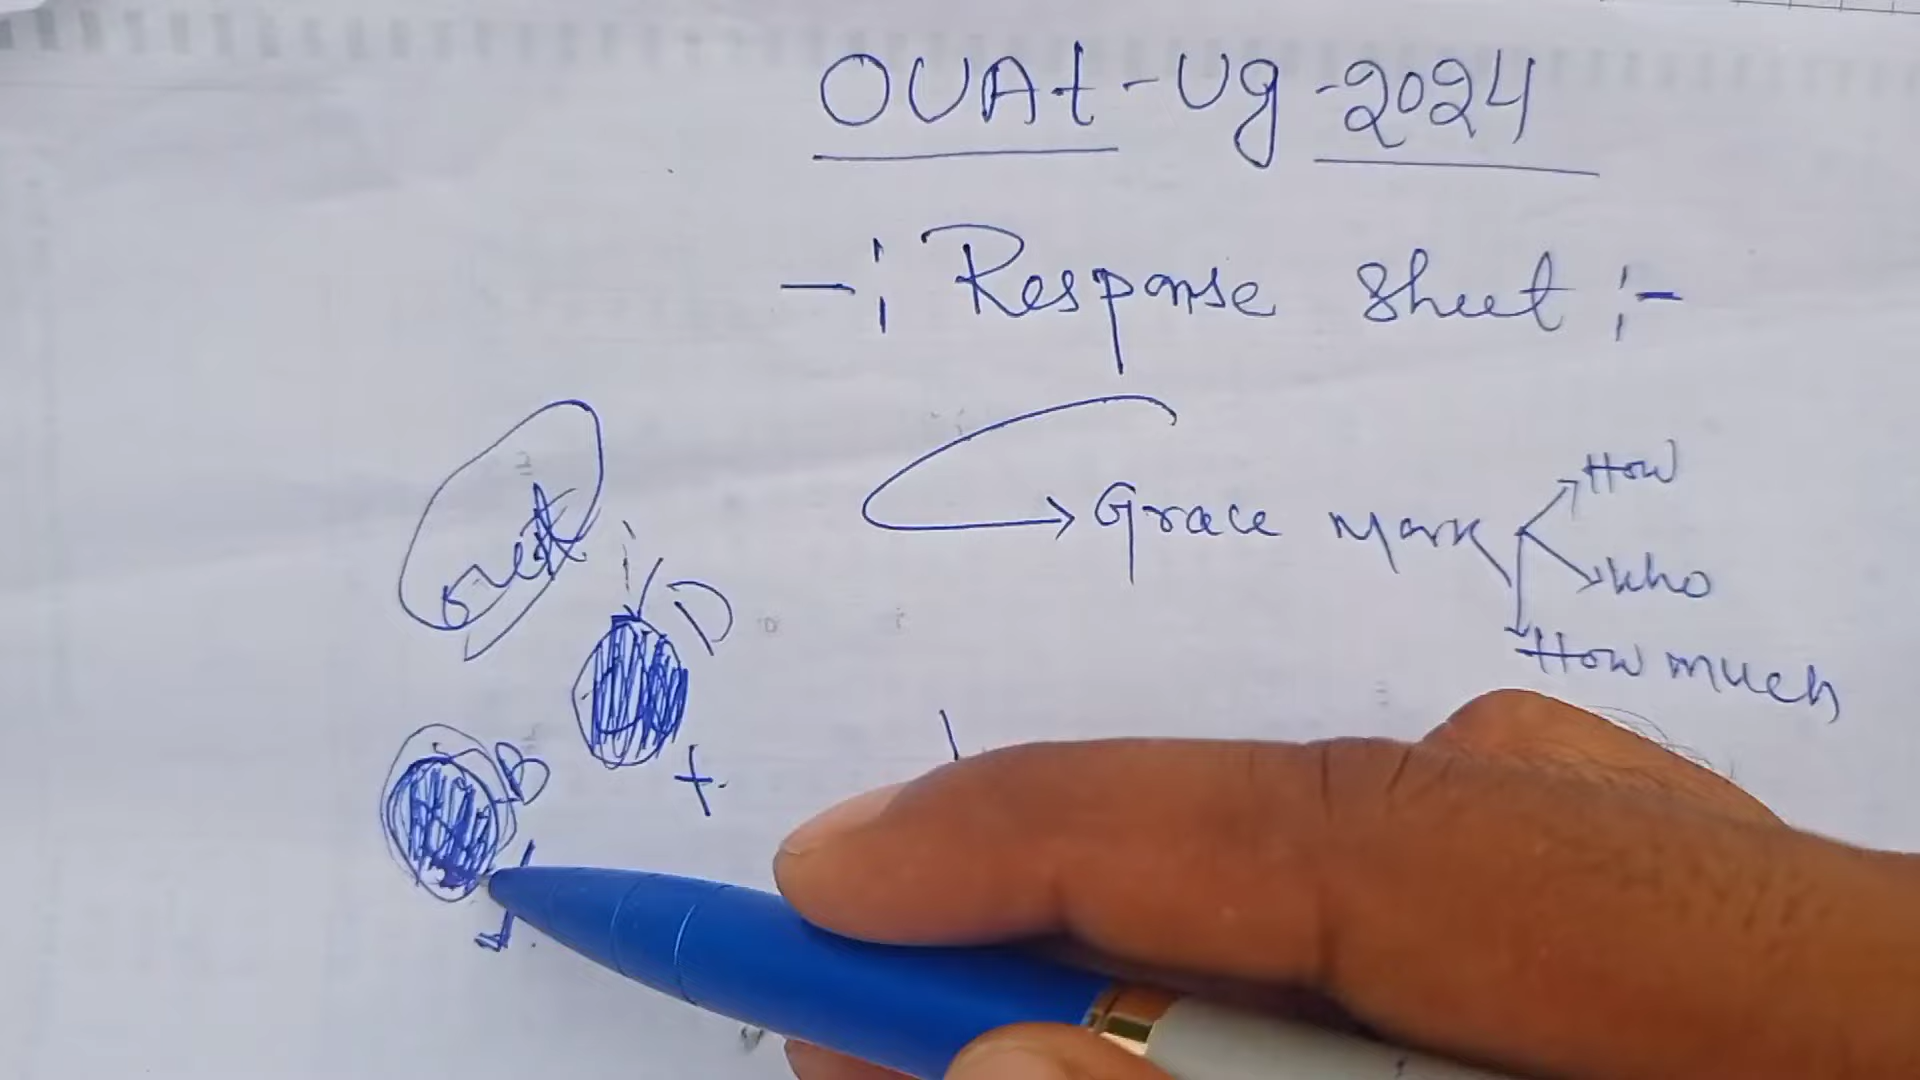 OUAt-Ug-2024
-; Response Sheet ;-
Grace Mark
How
who
How much
D
B